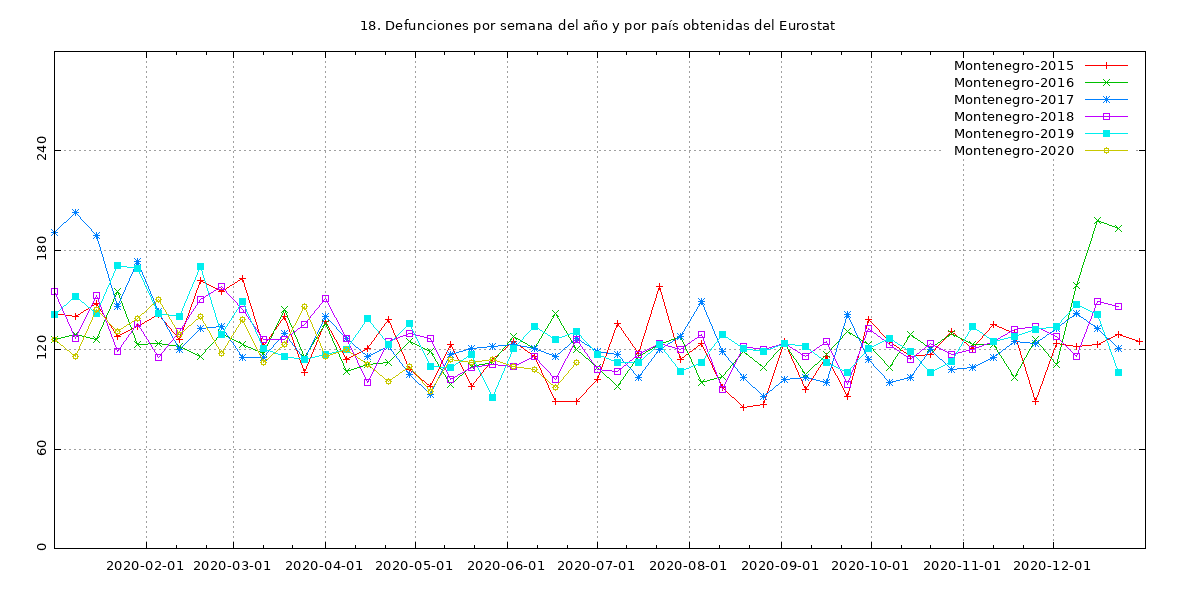 18. Defunciones por semana del año y por país obtenidas del Eurostat
Montenegro-2015
Montenegro-2016
Montenegro-2017
Montenegro-2018
Montenegro-2019
Montenegro-2020
240
180
120
60
0
2020-02-01 2020-03-01 2020-04-01 2020-05-01 2020-06-01 2020-07-01 2020-08-01 2020-09-01 2020-10-01 2020-11-01 2020-12-01